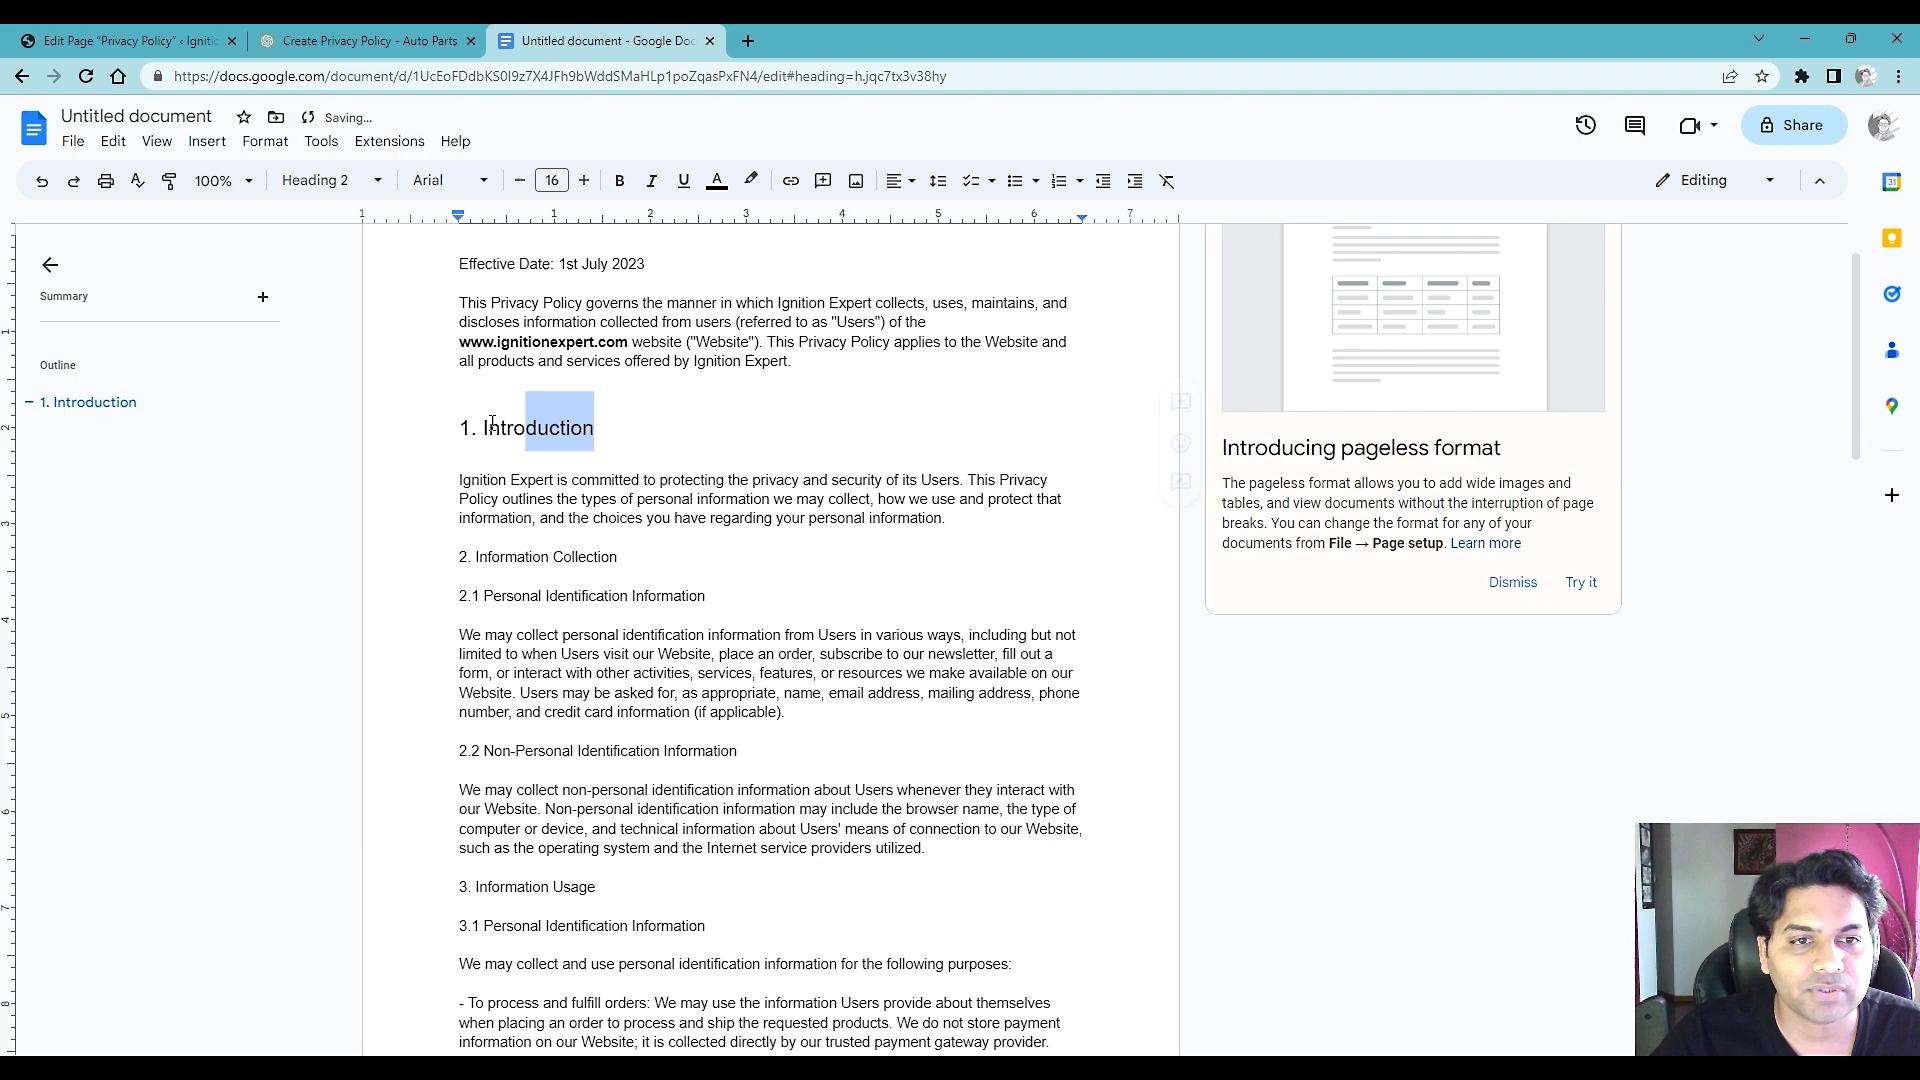 Edit Page "Privacy Policy" ‹ Ignitic
Create Privacy Policy - Auto Parts
Untitled document - Google Doc
https://docs.google.com/document/d/1UcEoFDdbKS0I9z7X4JFh9bWddSMaHLp1poZqasPxFN4/edit#heading=h.jqc7tx3v38hy
Untitled document
Saving...
File Edit View Insert Format Tools Extensions Help
Share
100% Heading 2 Arial 16 Editing
1 1 2 3 4 5 6 7
Summary
Outline
1. Introduction
Effective Date: 1st July 2023
This Privacy Policy governs the manner in which Ignition Expert collects, uses, maintains, and
discloses information collected from users (referred to as "Users") of the
www.ignitionexpert.com website ("Website"). This Privacy Policy applies to the Website and
all products and services offered by Ignition Expert.
1. Introduction
Ignition Expert is committed to protecting the privacy and security of its Users. This Privacy
Policy outlines the types of personal information we may collect, how we use and protect that
information, and the choices you have regarding your personal information.
2. Information Collection
2.1 Personal Identification Information
We may collect personal identification information from Users in various ways, including but not
limited to when Users visit our Website, place an order, subscribe to our newsletter, fill out a
form, or interact with other activities, services, features, or resources we make available on our
Website. Users may be asked for, as appropriate, name, email address, mailing address, phone
number, and credit card information (if applicable).
2.2 Non-Personal Identification Information
We may collect non-personal identification information about Users whenever they interact with
our Website. Non-personal identification information may include the browser name, the type of
computer or device, and technical information about Users' means of connection to our Website,
such as the operating system and the Internet service providers utilized.
3. Information Usage
3.1 Personal Identification Information
We may collect and use personal identification information for the following purposes:
- To process and fulfill orders: We may use the information Users provide about themselves
when placing an order to process and ship the requested products. We do not store payment
information on our Website; it is collected directly by our trusted payment gateway provider.
Introducing pageless format
The pageless format allows you to add wide images and
tables, and view documents without the interruption of page
breaks. You can change the format for any of your
documents from File → Page setup. Learn more
Dismiss Try it
1
2
3
4
5
6
7
8
31